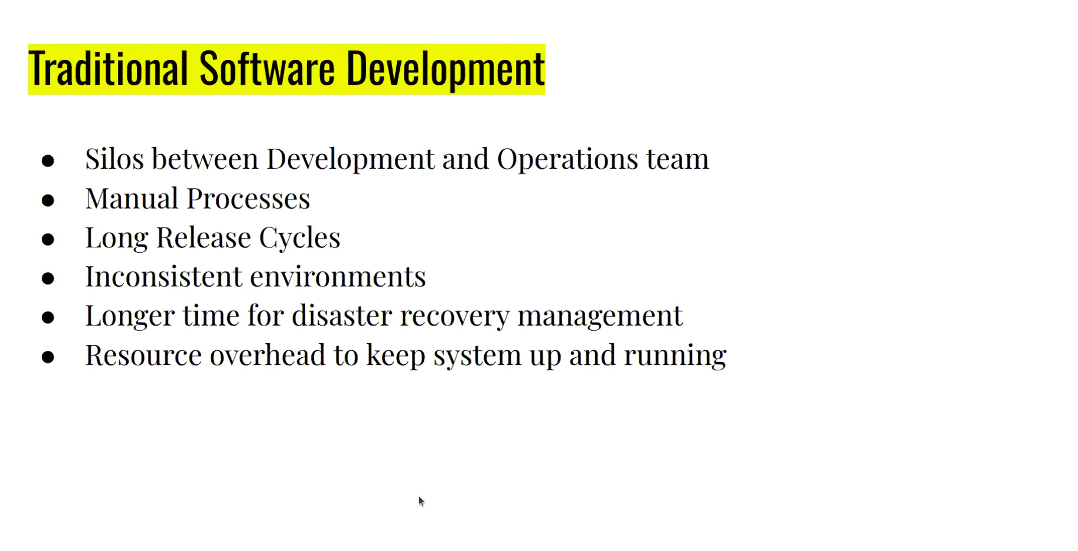 Traditional Software Development
● Silos between Development and Operations team
● Manual Processes
● Long Release Cycles
● Inconsistent environments
● Longer time for disaster recovery management
● Resource overhead to keep system up and running